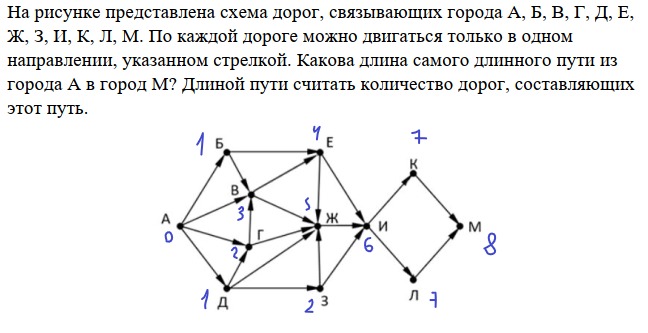 На рисунке представлена схема дорог, связывающих города А, Б, В, Г, Д, Е,
Ж, З, И, К, Л, М. По каждой дороге можно двигаться только в одном
направлении, указанном стрелкой. Какова длина самого длинного пути из
города А в город М? Длиной пути считать количество дорог, составляющих
этот путь.
1 Б 4 Е 7
К
В
3 5
А Ж И М
0 Г 6 8
2
1 Д 2 З Л 7